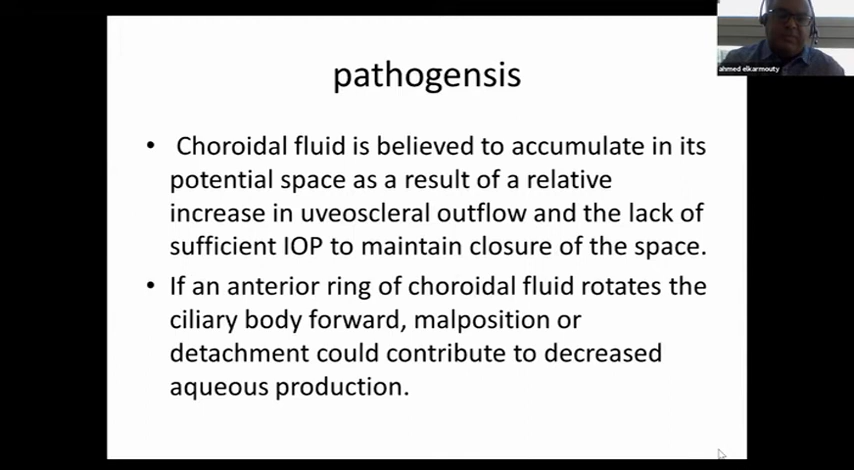 ahmed elkarmouty
pathogensis
• Choroidal fluid is believed to accumulate in its
potential space as a result of a relative
increase in uveoscleral outflow and the lack of
sufficient IOP to maintain closure of the space.
• If an anterior ring of choroidal fluid rotates the
ciliary body forward, malposition or
detachment could contribute to decreased
aqueous production.